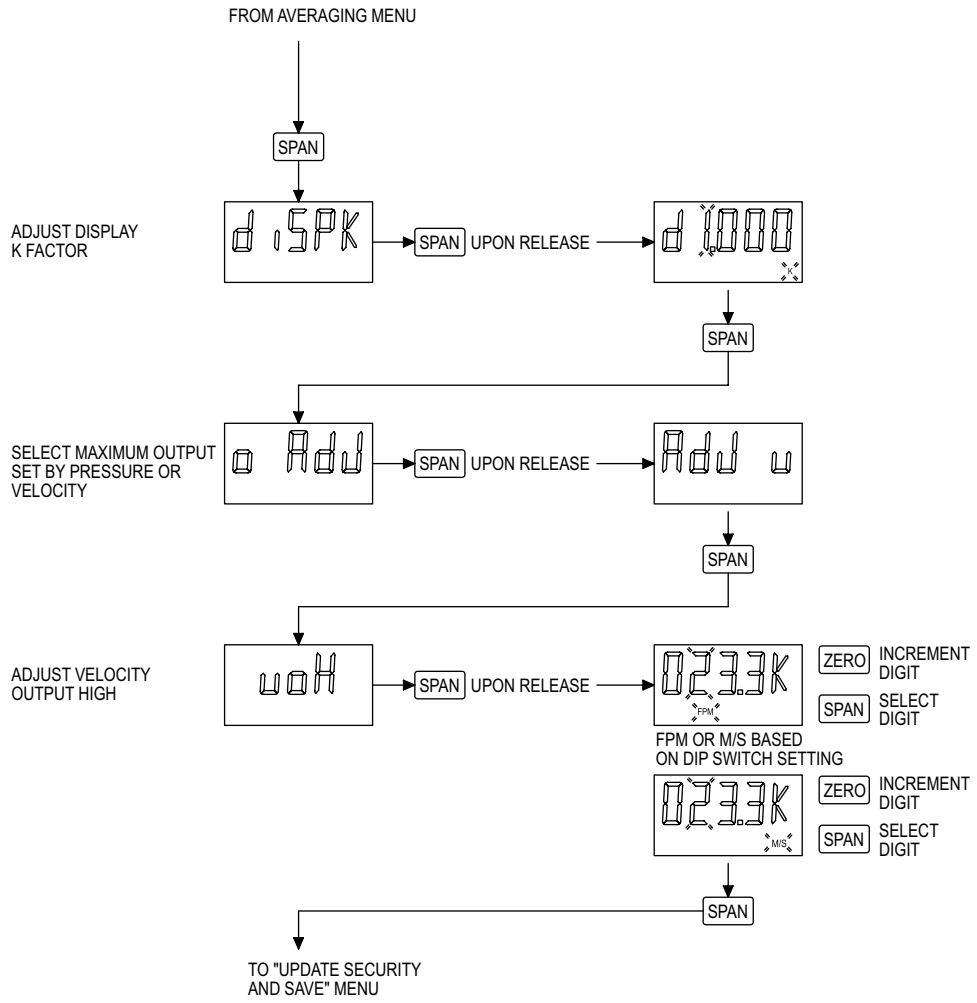 FROM AVERAGING MENU
SPAN
ADJUST DISPLAY
K FACTOR
d iSPK
SPAN UPON RELEASE
d 1.000
K
SPAN
SELECT MAXIMUM OUTPUT
SET BY PRESSURE OR
VELOCITY
o AdJ
SPAN UPON RELEASE
AdJ u
SPAN
ADJUST VELOCITY
OUTPUT HIGH
uoH
SPAN UPON RELEASE
023.3K
FPM
ZERO INCREMENT
DIGIT
SPAN SELECT
DIGIT
FPM OR M/S BASED
ON DIP SWITCH SETTING
023.3K
M/S
ZERO INCREMENT
DIGIT
SPAN SELECT
DIGIT
SPAN
TO "UPDATE SECURITY
AND SAVE" MENU